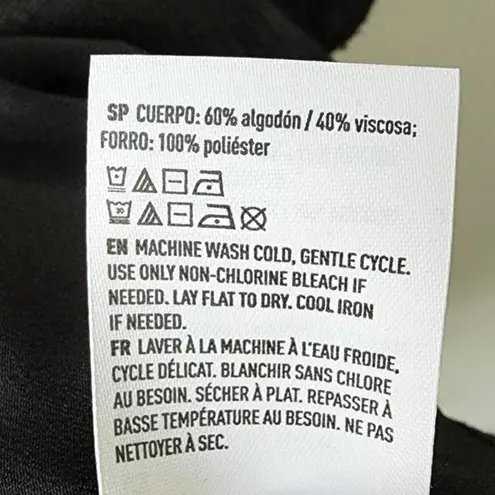 SP CUERPO: 60% algodón / 40% viscosa;
FORRO: 100% poliéster
30
EN MACHINE WASH COLD, GENTLE CYCLE.
USE ONLY NON-CHLORINE BLEACH IF
NEEDED. LAY FLAT TO DRY. COOL IRON
IF NEEDED.
FR LAVER À LA MACHINE À L'EAU FROIDE,
CYCLE DÉLICAT. BLANCHIR SANS CHLORE
AU BESOIN. SÉCHER À PLAT. REPASSER À
BASSE TEMPÉRATURE AU BESOIN. NE PAS
NETTOYER À SEC.